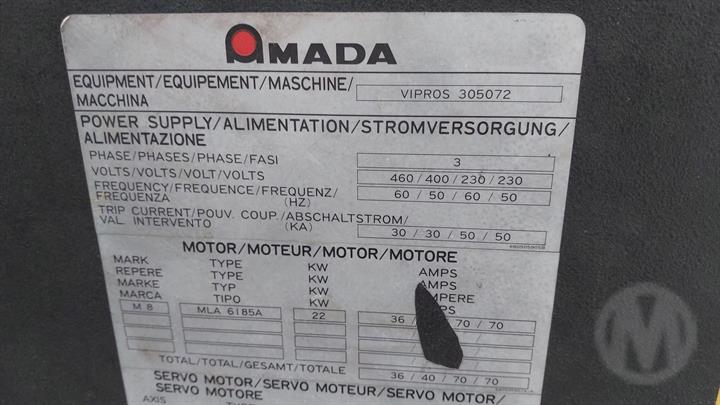 AMADA
EQUIPMENT/EQUIPEMENT/MASCHINE/
MACCHINA
VIPROS 305072
POWER SUPPLY/ALIMENTATION/STROMVERSORGUNG/
ALIMENTAZIONE
PHASE/PHASES/PHASE/FASI 3
VOLTS/VOLTS/VOLT/VOLTS 460/400/230/230
FREQUENCY/FREQUENCE/FREQUENZ/
FREQUENZA (HZ) 60/50/60/50
TRIP CURRENT/POUV. COUP./ABSCHALTSTROM/
VAL INTERVENTO (KA) 30/30/50/50
MOTOR/MOTEUR/MOTOR/MOTORE
MARK TYPE KW AMPS
REPERE TYPE KW AMPS
MARKE TYP KW MPERE
MARCA TIPO KW PS
M 8 MLA 6185A 22 36 70/70
TOTAL/TOTAL/GESAMT/TOTALE 36/40/70/70
SERVO MOTOR/SERVO MOTEUR/SERVO MOTOR/
SERVO MOTORE
AXIS
M